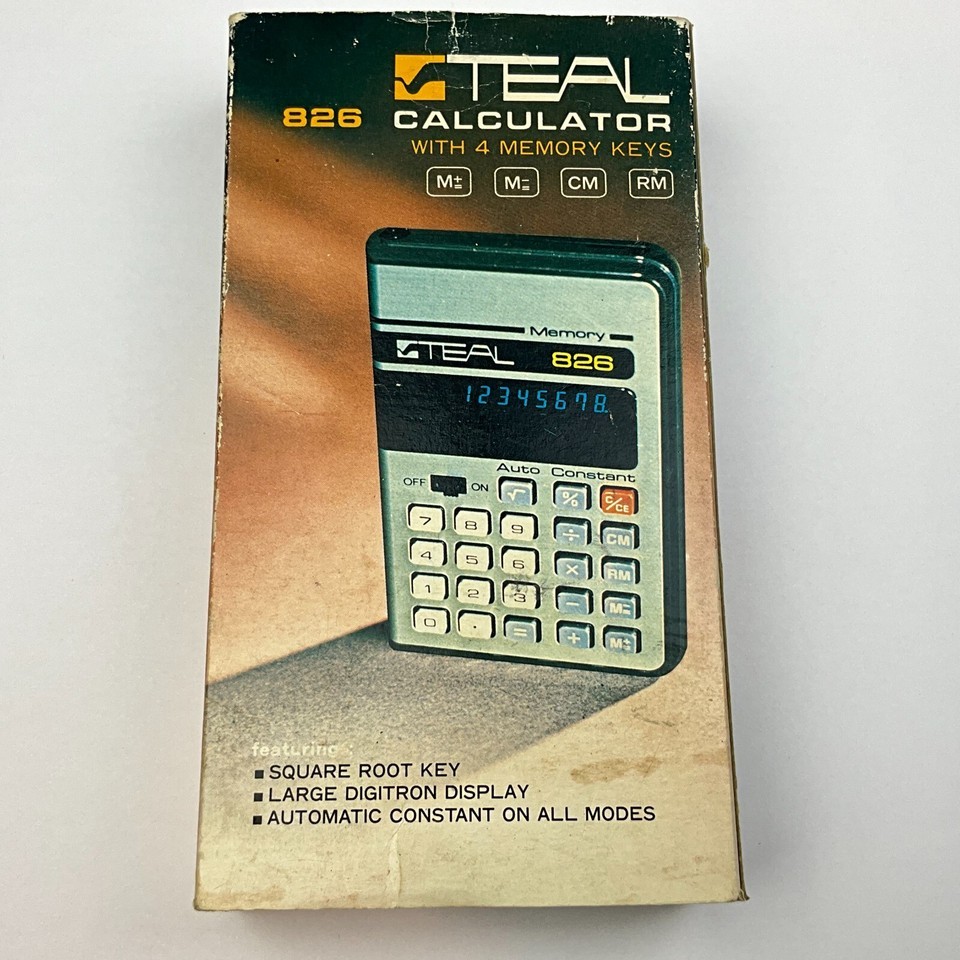 TEAL
826 CALCULATOR
WITH 4 MEMORY KEYS
M+= M-= CM RM
Memory
TEAL 826
12345678.
Auto Constant
OFF ON √ % C/CE
7 8 9 ÷ CM
4 5 6 × RM
1 2 3 - M-=
0 . = + M+=
featuring :
■ SQUARE ROOT KEY
■ LARGE DIGITRON DISPLAY
■ AUTOMATIC CONSTANT ON ALL MODES